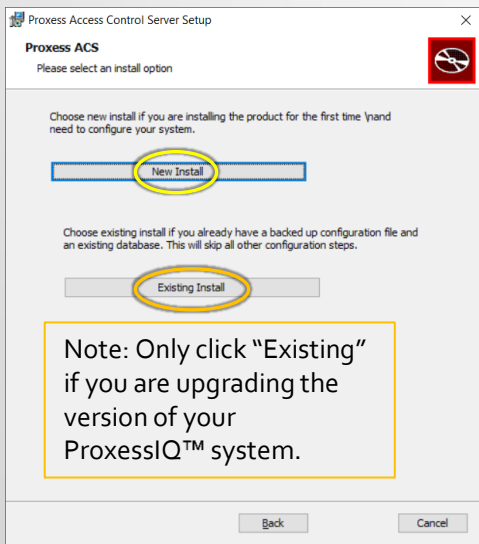 Proxess Access Control Server Setup
Proxess ACS
Please select an install option
Choose new install if you are installing the product for the first time \nand
need to configure your system.
New Install
Choose existing install if you already have a backed up configuration file and
an existing database. This will skip all other configuration steps.
Existing Install
Note: Only click “Existing”
if you are upgrading the
version of your
ProxessIQ™ system.
Back
Cancel